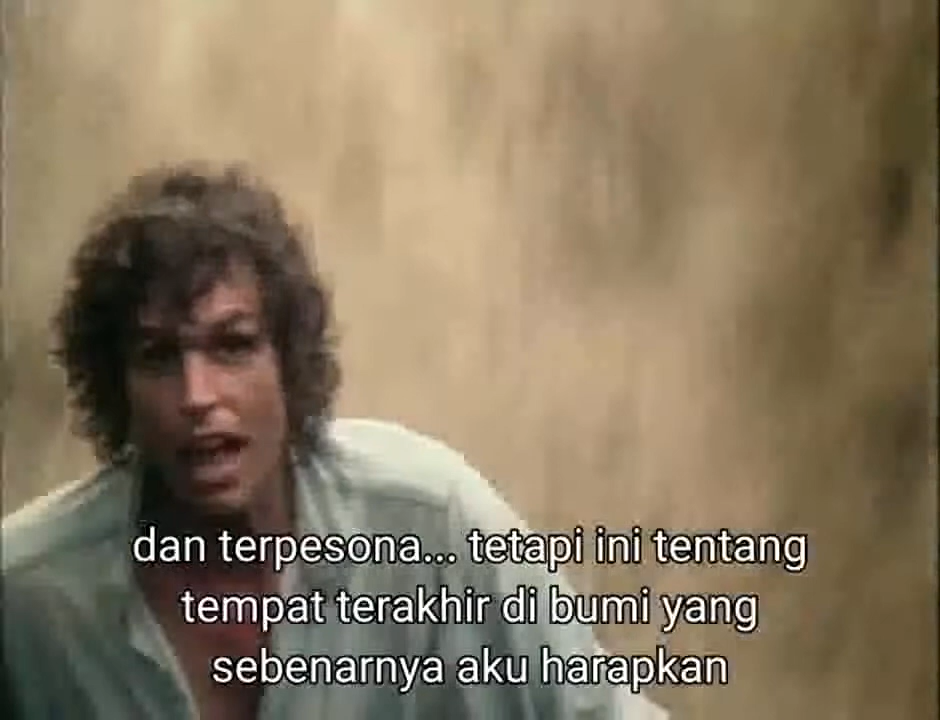 dan terpesona... tetapi ini tentang
tempat terakhir di bumi yang
sebenarnya aku harapkan